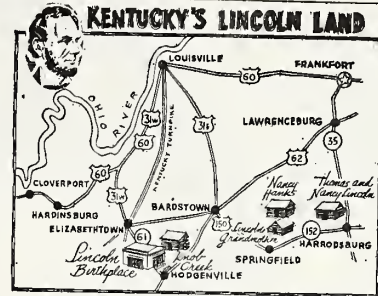 KENTUCKY'S LINCOLN LAND
LOUISVILLE
FRANKFORT
60
OHIO RIVER
31W
60
KENTUCKY TURNPIKE
31E
LAWRENCEBURG
62
35
60
CLOVERPORT
HARDINSBURG
31W
ELIZABETHTOWN
BARDSTOWN
Nancy Hanks
Thomas and Nancy Lincoln
150
Lincoln Grandmother
152
HARRODSBURG
61
SPRINGFIELD
Lincoln Birthplace
Knob Creek
HODGENVILLE